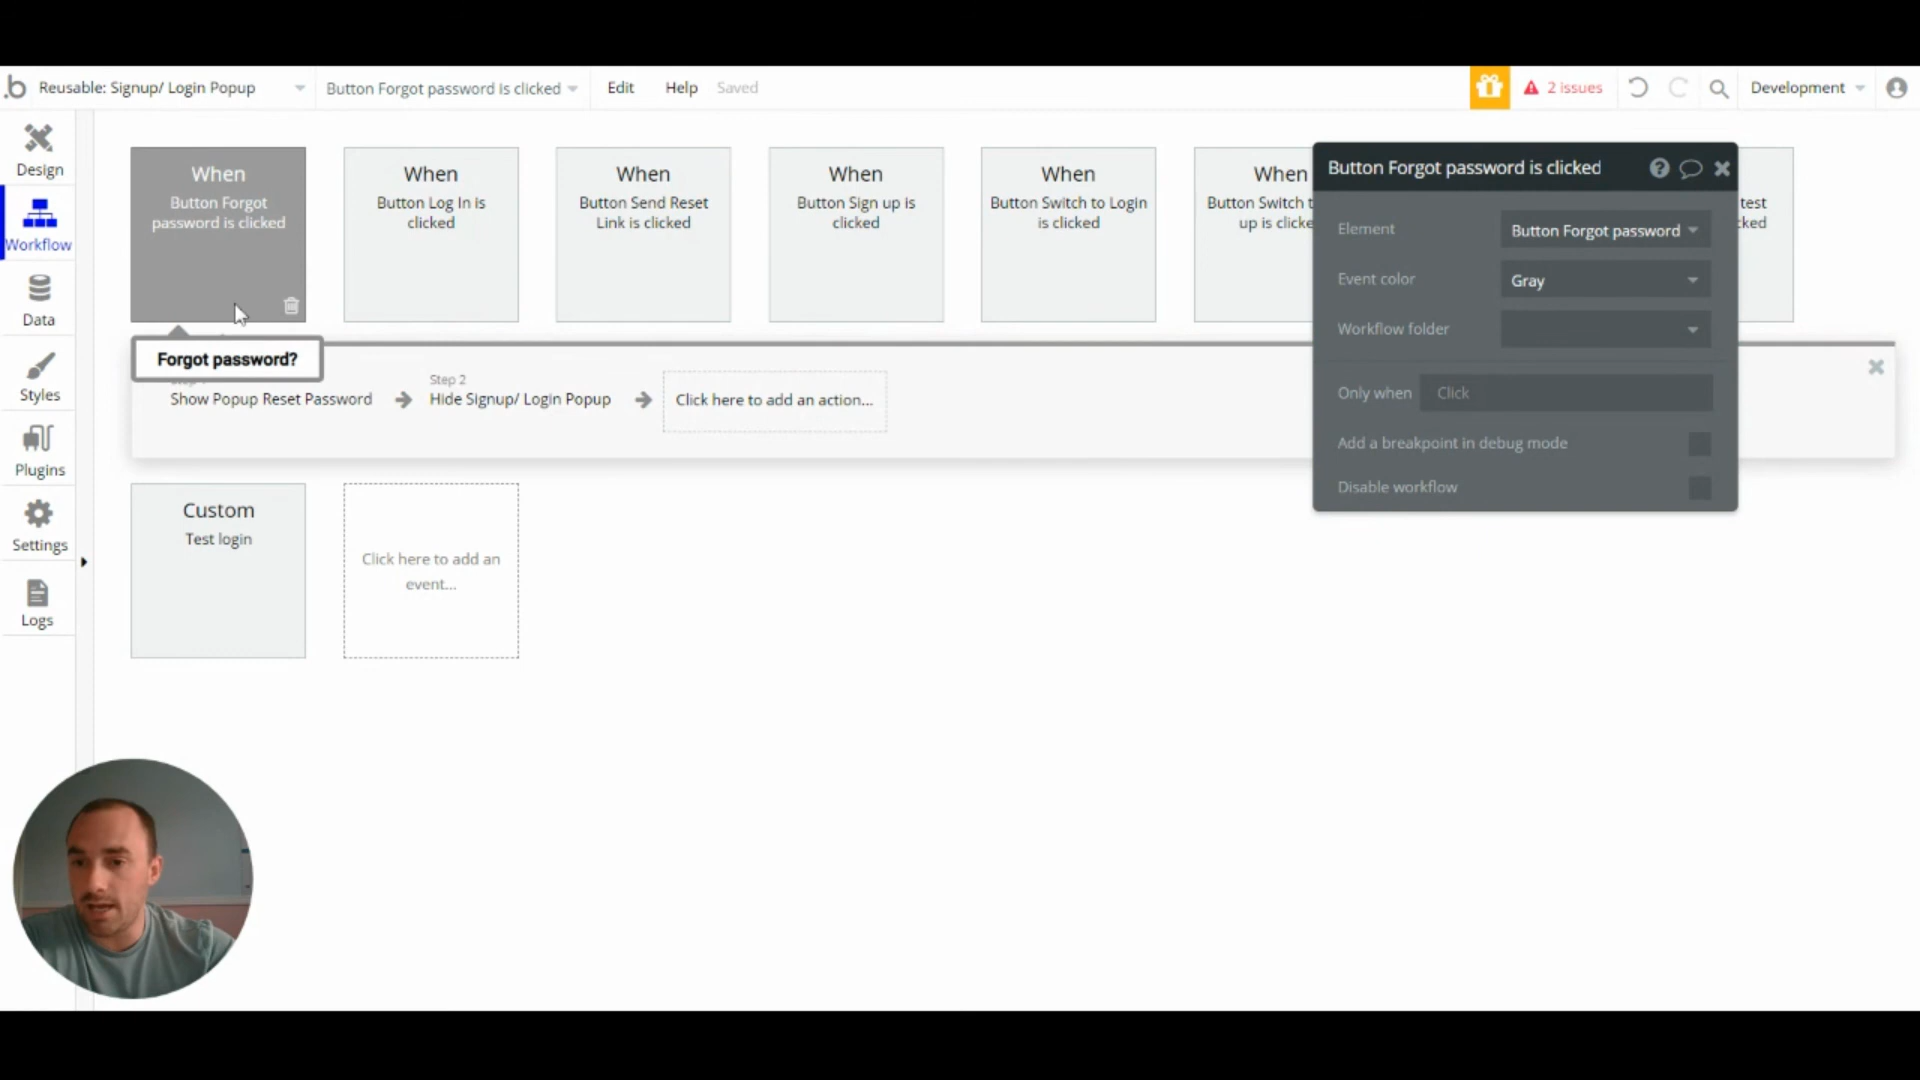 .b Reusable: Signup/ Login Popup
Button Forgot password is clicked
Edit
Help
Saved
2 issues
Development
Design
Workflow
Data
Styles
Plugins
Settings
Logs
When
Button Forgot
password is clicked
When
Button Log In is
clicked
When
Button Send Reset
Link is clicked
When
Button Sign up is
clicked
When
Button Switch to Login
is clicked
When
Button Switch t
up is clicke
test
cked
Forgot password?
Show Popup Reset Password
Step 2
Hide Signup/ Login Popup
Click here to add an action...
Custom
Test login
Click here to add an
event...
Button Forgot password is clicked
Element
Button Forgot password
Event color
Gray
Workflow folder
Only when
Click
Add a breakpoint in debug mode
Disable workflow